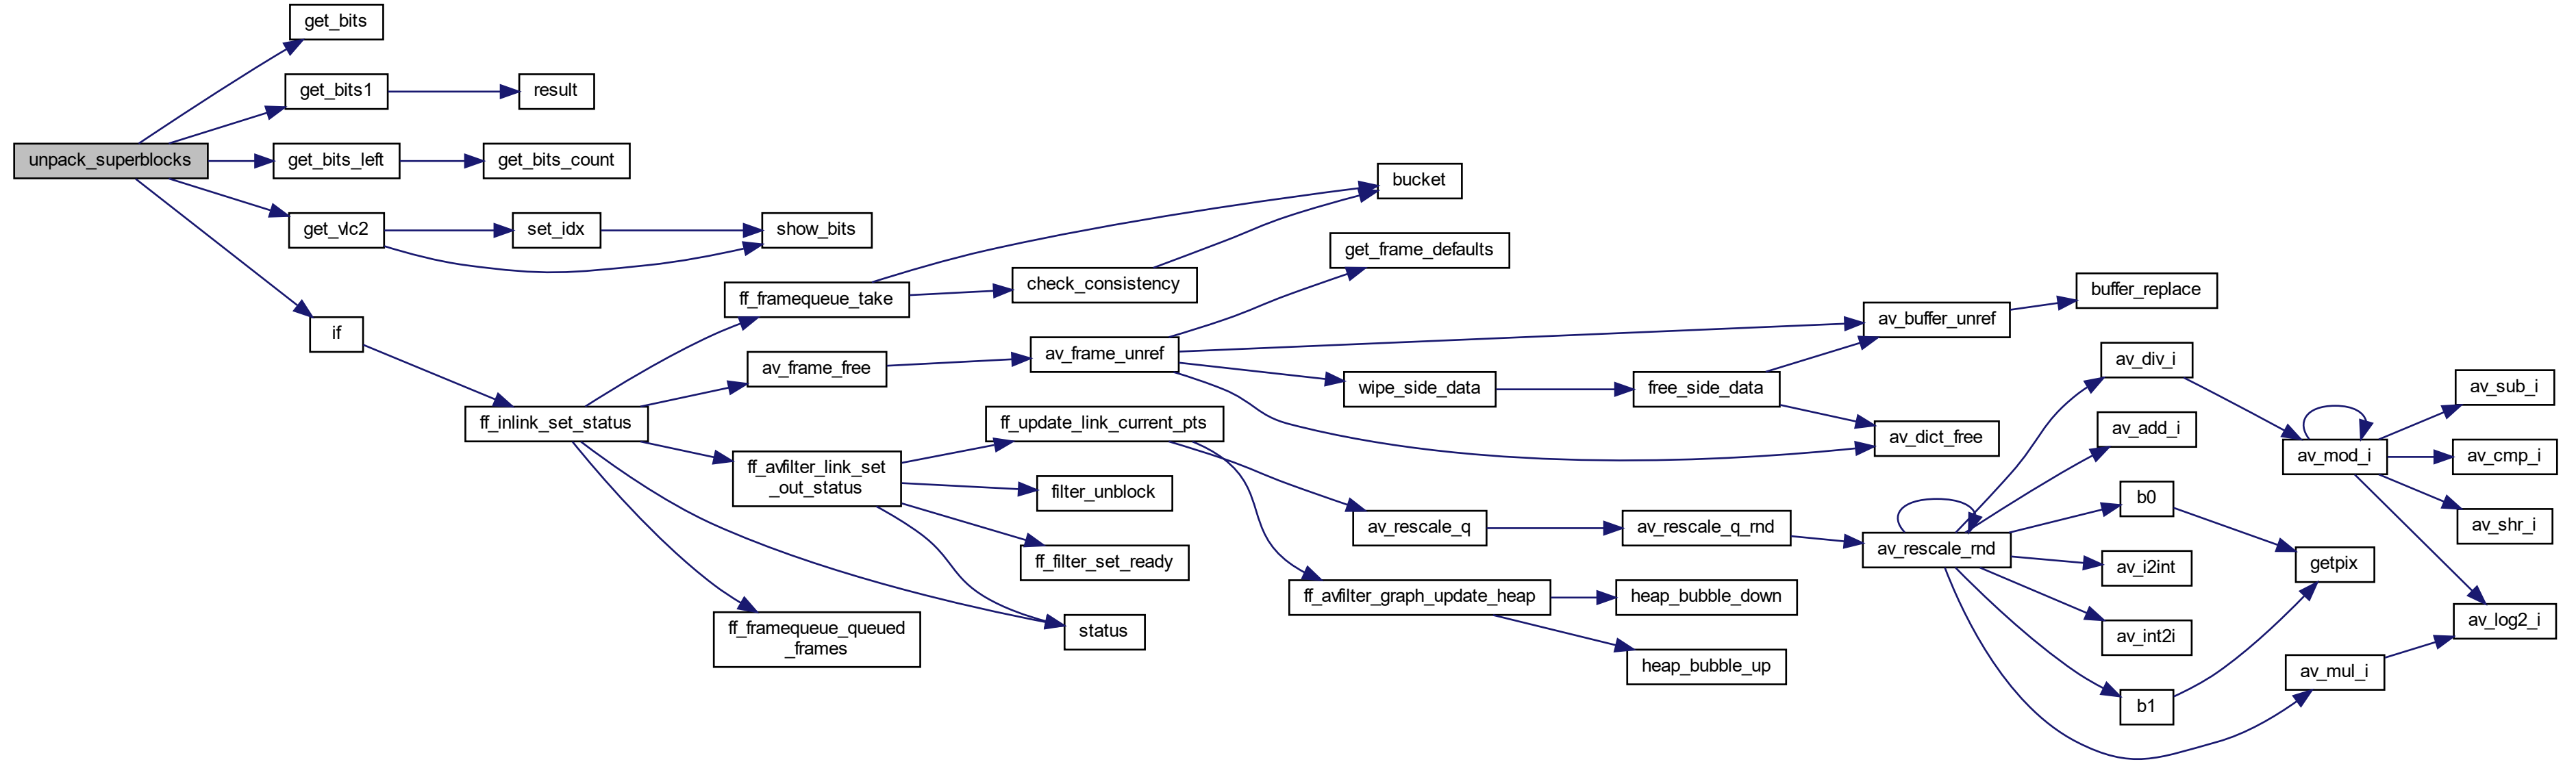 get_bits
get_bits1
result
unpack_superblocks
get_bits_left
get_bits_count
get_vlc2
set_idx
show_bits
if
bucket
get_frame_defaults
ff_framequeue_take
check_consistency
av_frame_free
av_frame_unref
av_buffer_unref
buffer_replace
wipe_side_data
free_side_data
av_dict_free
ff_inlink_set_status
ff_update_link_current_pts
ff_avfilter_link_set
_out_status
filter_unblock
ff_filter_set_ready
status
ff_framequeue_queued
_frames
av_rescale_q
av_rescale_q_rnd
ff_avfilter_graph_update_heap
heap_bubble_down
heap_bubble_up
av_rescale_rnd
av_div_i
av_add_i
b0
av_i2int
av_int2i
b1
av_mod_i
getpix
av_mul_i
av_sub_i
av_cmp_i
av_shr_i
av_log2_i